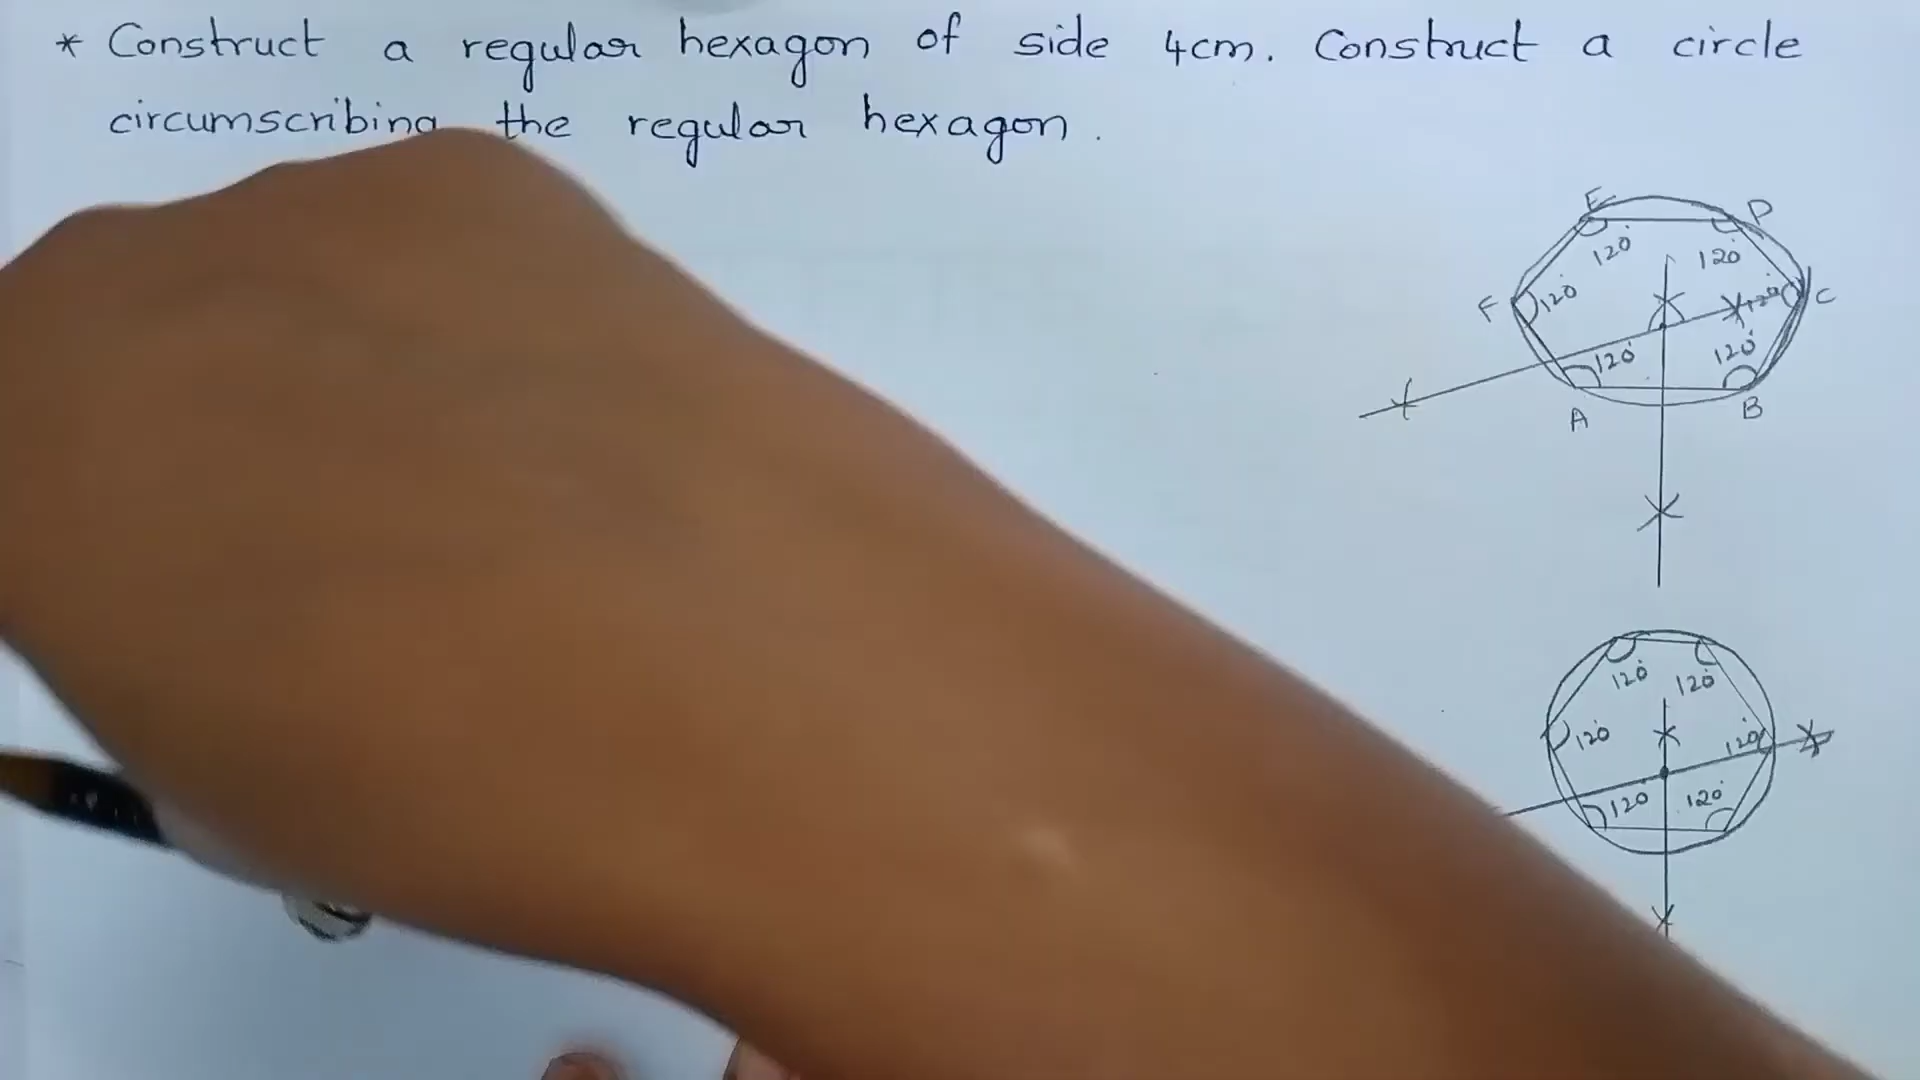 * Construct a regular hexagon of side 4cm. Construct a circle
circumscribing the regular hexagon.
E D
120° 120°
F 120° 120° C
120° 120°
A B
120° 120°
120° 120°
120° 120°